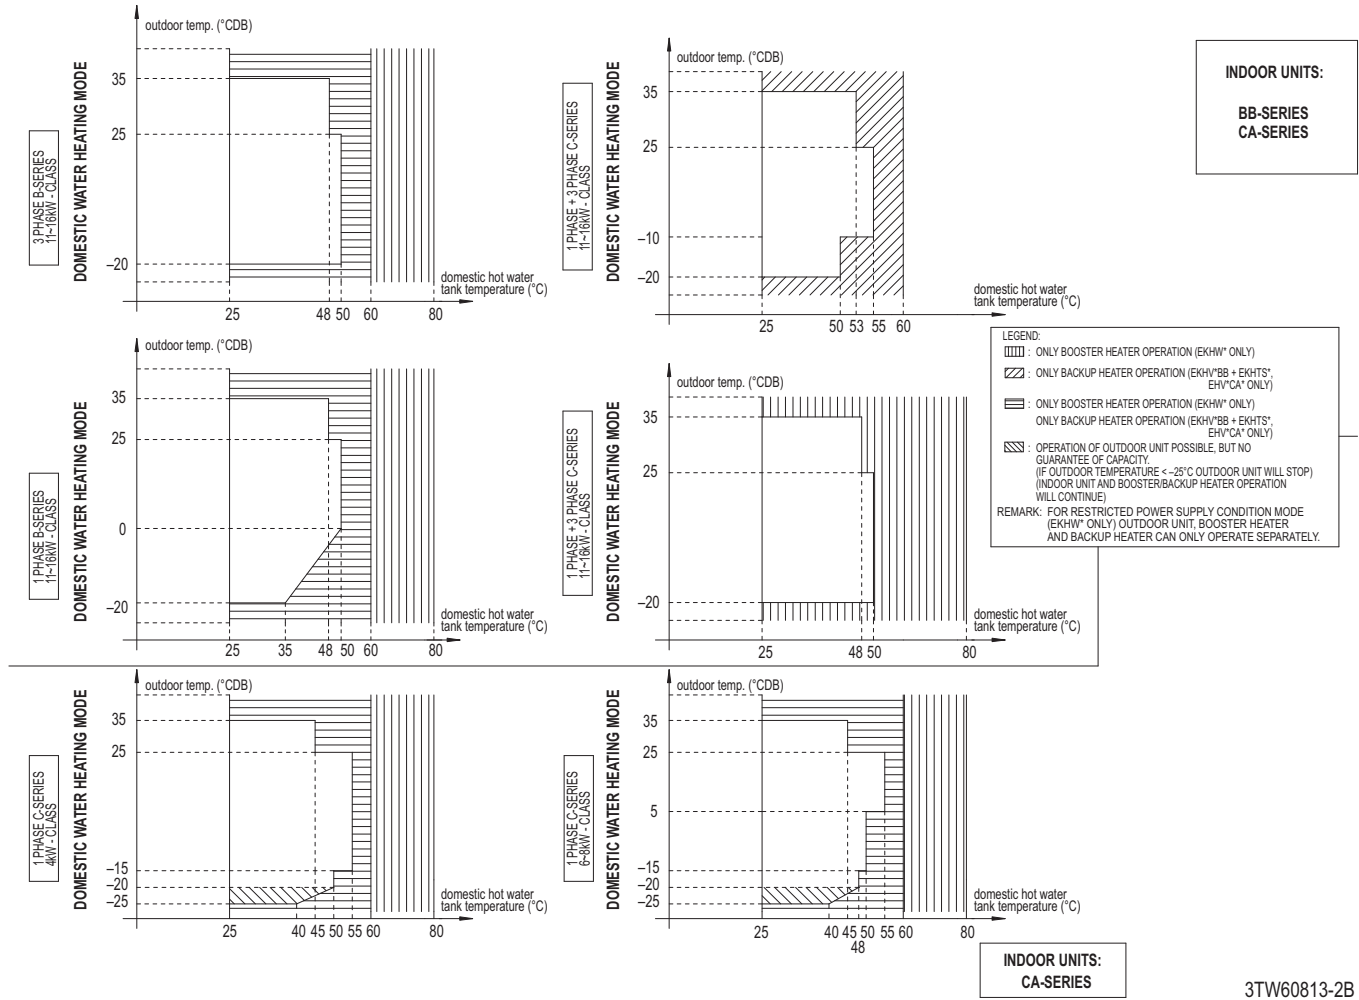 outdoor temp. (°CDB)
35
25
–20
DOMESTIC WATER HEATING MODE
3 PHASE B-SERIES
11~16kW - CLASS
domestic hot water
tank temperature (°C)
25 48 50 60 80
outdoor temp. (°CDB)
35
25
–10
–20
DOMESTIC WATER HEATING MODE
1 PHASE + 3 PHASE C-SERIES
11~16kW - CLASS
domestic hot water
tank temperature (°C)
25 50 53 55 60
INDOOR UNITS:
BB-SERIES
CA-SERIES
LEGEND:
: ONLY BOOSTER HEATER OPERATION (EKHW* ONLY)
: ONLY BACKUP HEATER OPERATION (EKHV*BB + EKHTS*,
EHV*CA* ONLY)
: ONLY BOOSTER HEATER OPERATION (EKHW* ONLY)
ONLY BACKUP HEATER OPERATION (EKHV*BB + EKHTS*,
EHV*CA* ONLY)
: OPERATION OF OUTDOOR UNIT POSSIBLE, BUT NO
GUARANTEE OF CAPACITY.
(IF OUTDOOR TEMPERATURE < –25°C OUTDOOR UNIT WILL STOP)
(INDOOR UNIT AND BOOSTER/BACKUP HEATER OPERATION
WILL CONTINUE)
REMARK: FOR RESTRICTED POWER SUPPLY CONDITION MODE
(EKHW* ONLY) OUTDOOR UNIT, BOOSTER HEATER
AND BACKUP HEATER CAN ONLY OPERATE SEPARATELY.
outdoor temp. (°CDB)
35
25
0
–20
DOMESTIC WATER HEATING MODE
1 PHASE B-SERIES
11~16kW - CLASS
domestic hot water
tank temperature (°C)
25 35 48 50 60 80
outdoor temp. (°CDB)
35
25
–20
DOMESTIC WATER HEATING MODE
1 PHASE + 3 PHASE C-SERIES
11~16kW - CLASS
domestic hot water
tank temperature (°C)
25 48 50 80
outdoor temp. (°CDB)
35
25
–15
–20
–25
DOMESTIC WATER HEATING MODE
1 PHASE C-SERIES
4kW - CLASS
domestic hot water
tank temperature (°C)
25 40 45 50 55 60 80
outdoor temp. (°CDB)
35
25
5
–15
–20
–25
DOMESTIC WATER HEATING MODE
1 PHASE C-SERIES
6~8kW - CLASS
domestic hot water
tank temperature (°C)
25 40 45 50 55 60 80
48
INDOOR UNITS:
CA-SERIES
3TW60813-2B